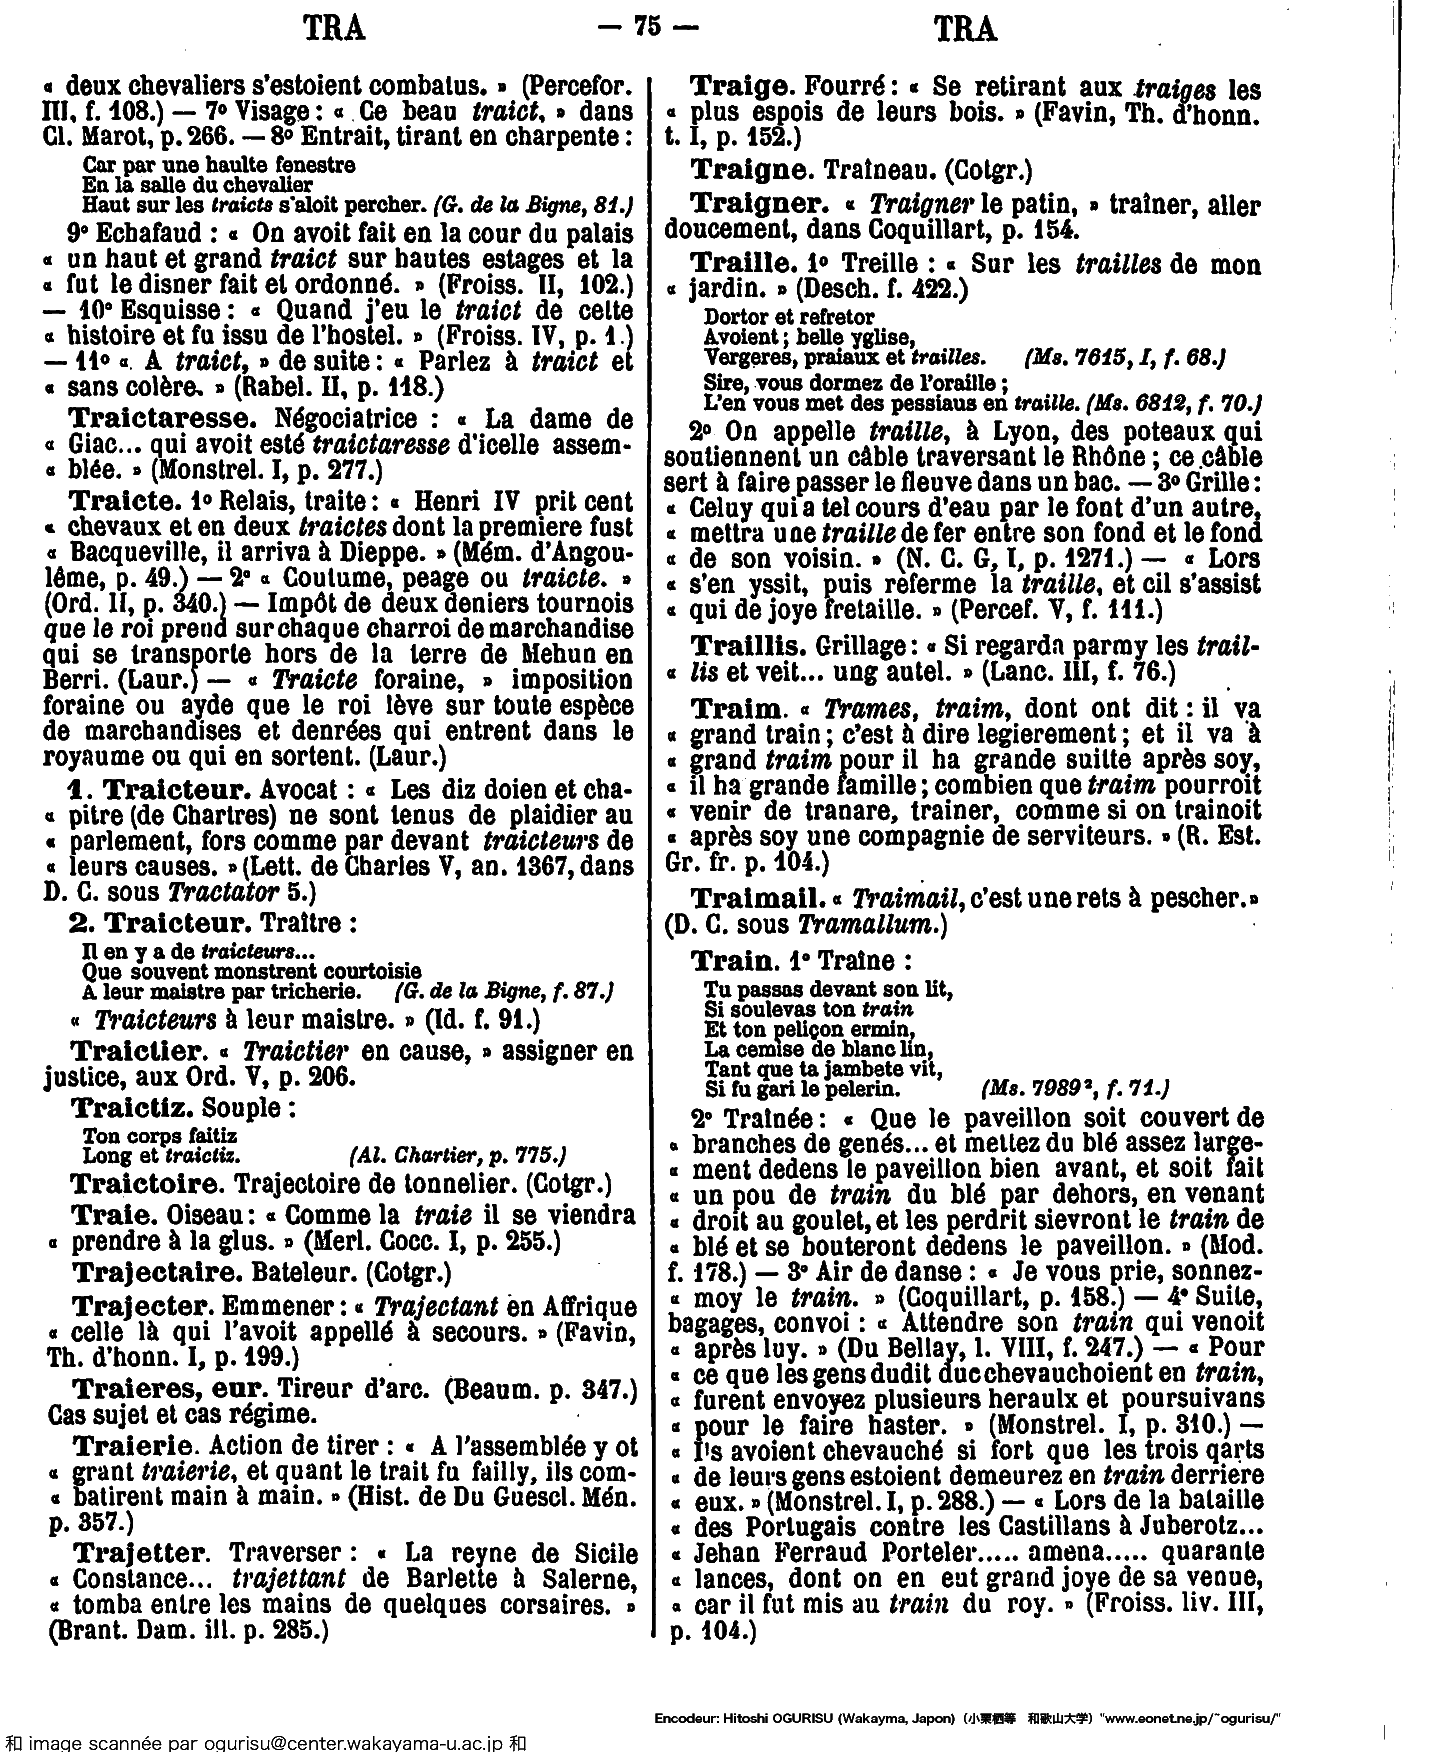 TRA — 75 — TRA
« deux chevaliers s'estoient combatus. » (Percefor.
III, f. 108.) — 7º Visage : « Ce beau traict, » dans
Cl. Marot, p. 266. — 8º Entrait, tirant en charpente :
Car par une haulte fenestre
En la salle du chevalier
Haut sur les traicts s'aloit percher. (G. de la Bigne, 81.)
9º Echafaud : « On avoit fait en la cour du palais
« un haut et grand traict sur hautes estages et la
« fut le disner fait et ordonné. » (Froiss. II, 102.)
— 10º Esquisse : « Quand j'eu le traict de cette
« histoire et fu issu de l'hostel. » (Froiss. IV, p. 1.)
— 11º « A traict, » de suite : « Parlez à traict et
« sans colère. » (Rabel. II, p. 118.)
Traictaresse. Négociatrice : « La dame de
« Giac... qui avoit esté traictaresse d'icelle assem-
« blée. » (Monstrel. I, p. 277.)
Traicte. 1º Relais, traite : « Henri IV prit cent
« chevaux et en deux traictes dont la premiere fust
« Bacqueville, il arriva à Dieppe. » (Mém. d'Angou-
lême, p. 49.) — 2º « Coutume, peage ou traicte. »
(Ord. II, p. 340.) — Impôt de deux deniers tournois
que le roi prend sur chaque charroi de marchandise
qui se transporte hors de la terre de Mehun en
Berri. (Laur.) — « Traicte foraine, » imposition
foraine ou ayde que le roi lève sur toute espèce
de marchandises et denrées qui entrent dans le
royaume ou qui en sortent. (Laur.)
1. Traicteur. Avocat : « Les diz doien et cha-
« pitre (de Chartres) ne sont tenus de plaidier au
« parlement, fors comme par devant traicteurs de
« leurs causes. » (Lett. de Charles V, an. 1367, dans
D. C. sous Tractator 5.)
2. Traicteur. Traître :
Il en y a de traicteurs...
Que souvent monstrent courtoisie
A leur maistre par tricherie. (G. de la Bigne, f. 87.)
« Traicteurs à leur maistre. » (Id. f. 91.)
Traictier. « Traictier en cause, » assigner en
justice, aux Ord. V, p. 206.
Traictiz. Souple :
Ton corps faitiz
Long et traictiz. (Al. Chartier, p. 775.)
Traictoire. Trajectoire de tonnelier. (Cotgr.)
Traie. Oiseau : « Comme la traie il se viendra
« prendre à la glus. » (Merl. Cocc. I, p. 255.)
Trajectaire. Bateleur. (Cotgr.)
Trajecter. Emmener : « Trajectant en Affrique
« celle là qui l'avoit appellé à secours. » (Favin,
Th. d'honn. I, p. 199.)
Traieres, eur. Tireur d'arc. (Beaum. p. 347.)
Cas sujet et cas régime.
Traierie. Action de tirer : « A l'assemblée y ot
« grant traierie, et quant le trait fu failly, ils com-
« batirent main à main. » (Hist. de Du Guescl. Mén.
p. 357.)
Trajetter. Traverser : « La reyne de Sicile
« Constance... trajettant de Barlette à Salerne,
« tomba entre les mains de quelques corsaires. »
(Brant. Dam. ill. p. 285.)
Traige. Fourré : « Se retirant aux traiges les
« plus espois de leurs bois. » (Favin, Th. d'honn.
t. I, p. 152.)
Traigne. Traîneau. (Cotgr.)
Traigner. « Traigner le patin, » traîner, aller
doucement, dans Coquillart, p. 154.
Traille. 1º Treille : « Sur les trailles de mon
« jardin. » (Desch. f. 422.)
Dortor et refretor
Avoient ; belle yglise,
Vergeres, praiaux et trailles. (Ms. 7615, I, f. 68.)
Sire, vous dormez de l'oraille ;
L'en vous met des pessiaus en traille. (Ms. 6812, f. 70.)
2º On appelle traille, à Lyon, des poteaux qui
soutiennent un câble traversant le Rhône ; ce câble
sert à faire passer le fleuve dans un bac. — 3º Grille :
« Celuy qui a tel cours d'eau par le font d'un autre,
« mettra une traille de fer entre son fond et le fond
« de son voisin. » (N. C. G, I, p. 1271.) — « Lors
« s'en yssit, puis referme la traille, et cil s'assist
« qui de joye fretaille. » (Percef. V, f. 111.)
Traillis. Grillage : « Si regarda parmy les trail-
« lis et veit... ung autel. » (Lanc. III, f. 76.)
Traim. « Trames, traim, dont ont dit : il va
« grand train ; c'est à dire legierement ; et il va à
« grand traim pour il ha grande suitte après soy,
« il ha grande famille ; combien que traim pourroit
« venir de tranare, trainer, comme si on trainoit
« après soy une compagnie de serviteurs. » (R. Est.
Gr. fr. p. 104.)
Traimail. « Traimail, c'est une rets à pescher. »
(D. C. sous Tramallum.)
Train. 1º Traîne :
Tu passas devant son lit,
Si soulevas ton train
Et ton peliçon ermin,
La cemise de blanc lin,
Tant que ta jambete vit,
Si fu gari le pelerin. (Ms. 7989², f. 71.)
2º Traînée : « Que le paveillon soit couvert de
« branches de genés... et mettez du blé assez large-
« ment dedens le paveillon bien avant, et soit fait
« un pou de train du blé par dehors, en venant
« droit au goulet, et les perdrit sievront le train de
« blé et se bouteront dedens le paveillon. » (Mod.
f. 178.) — 3º Air de danse : « Je vous prie, sonnez-
« moy le train. » (Coquillart, p. 158.) — 4º Suite,
bagages, convoi : « Attendre son train qui venoit
« après luy. » (Du Bellay, l. VIII, f. 247.) — « Pour
« ce que les gens dudit duc chevauchoient en train,
« furent envoyez plusieurs heraulx et poursuivans
« pour le faire haster. » (Monstrel. I, p. 310.) —
« Ils avoient chevauché si fort que les trois qarts
« de leurs gens estoient demeurez en train derriere
« eux. » (Monstrel. I, p. 288.) — « Lors de la bataille
« des Portugais contre les Castillans à Juberotz...
« Jehan Ferraud Porteler..... amena..... quarante
« lances, dont on en eut grand joye de sa venue,
« car il fut mis au train du roy. » (Froiss. liv. III,
p. 104.)
Encodeur: Hitoshi OGURISU (Wakayma, Japon) (小栗栖等 和歌山大学) "www.eonet.ne.jp/~ogurisu/"
和 image scannée par ogurisu@center.wakayama-u.ac.jp 和